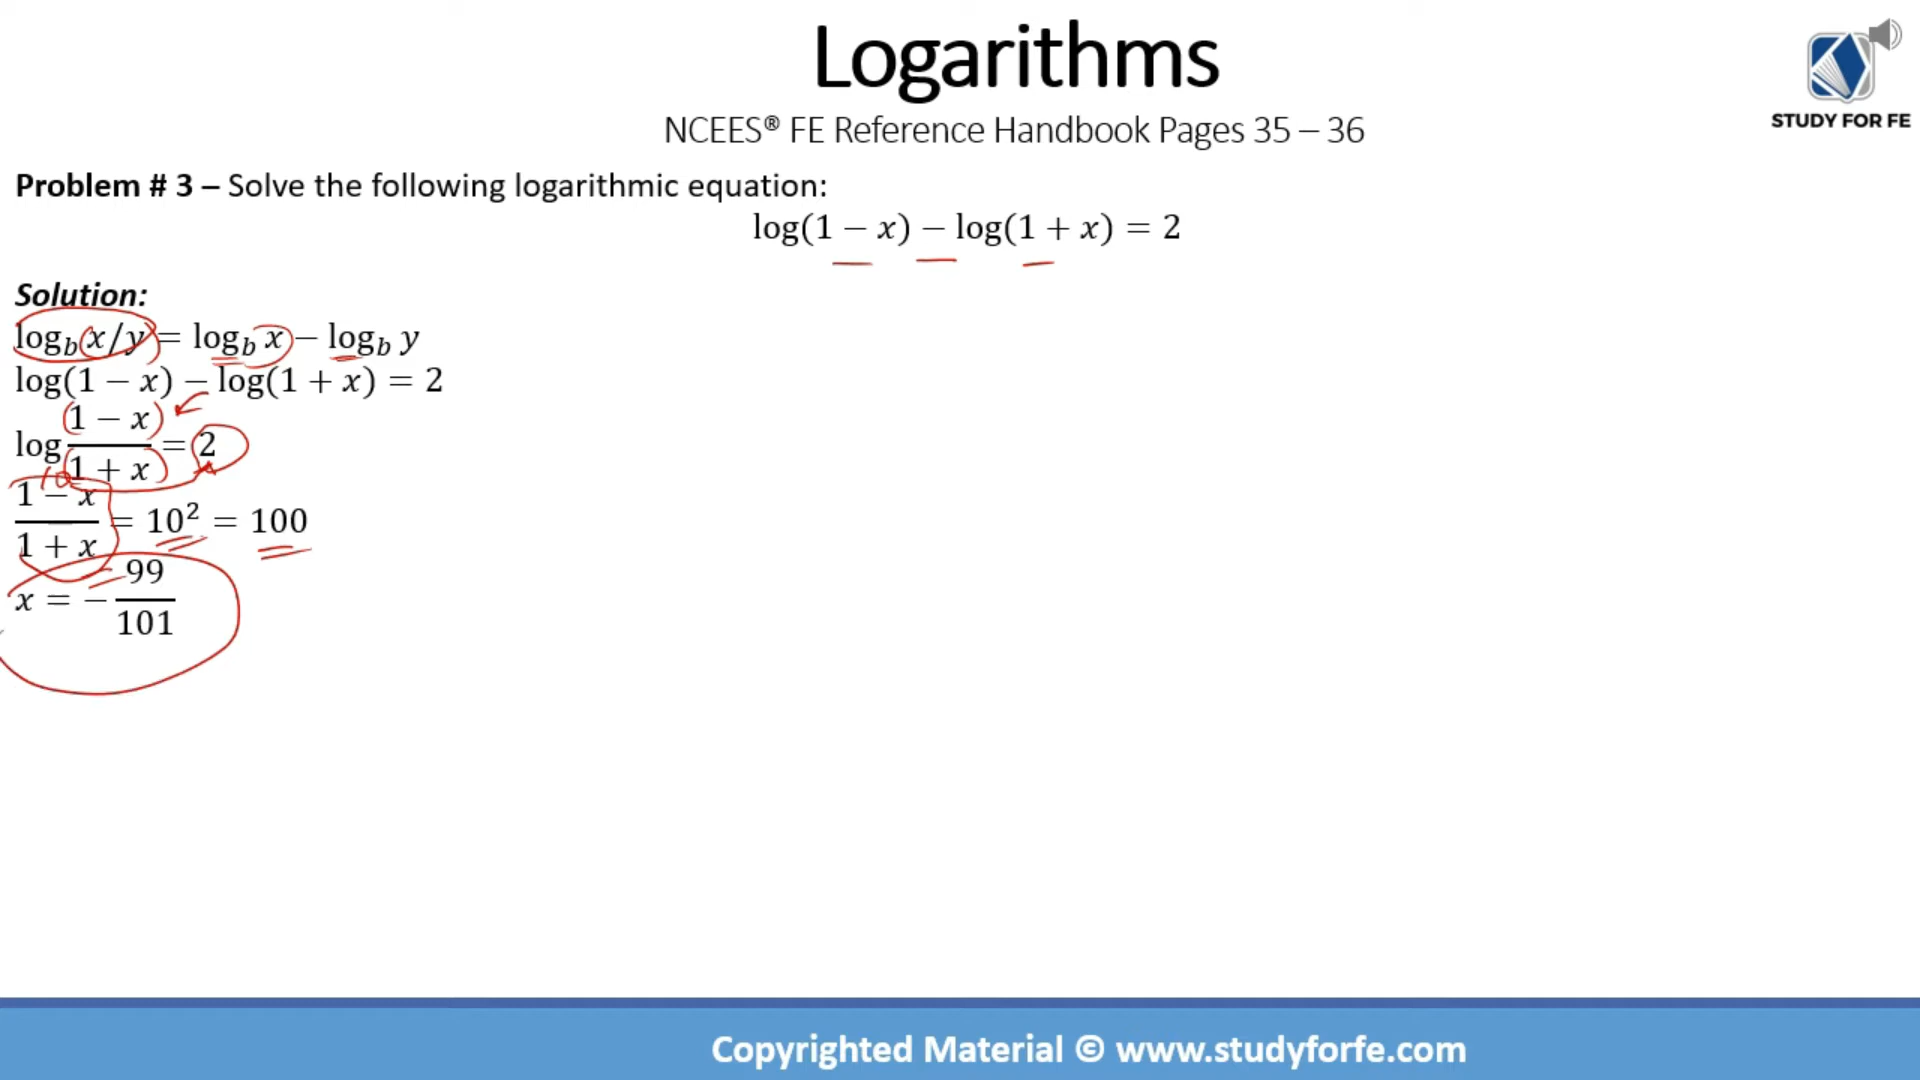 Logarithms
NCEES® FE Reference Handbook Pages 35 – 36
STUDY FOR FE
Problem # 3 – Solve the following logarithmic equation:
log(1 − x) − log(1 + x) = 2
Solution:
log_b(x/y) = log_b x − log_b y
log(1 − x) − log(1 + x) = 2
log (1 − x)/(1 + x) = 2
10
(1 − x)/(1 + x) = 10² = 100
x = − 99/101
Copyrighted Material © www.studyforfe.com